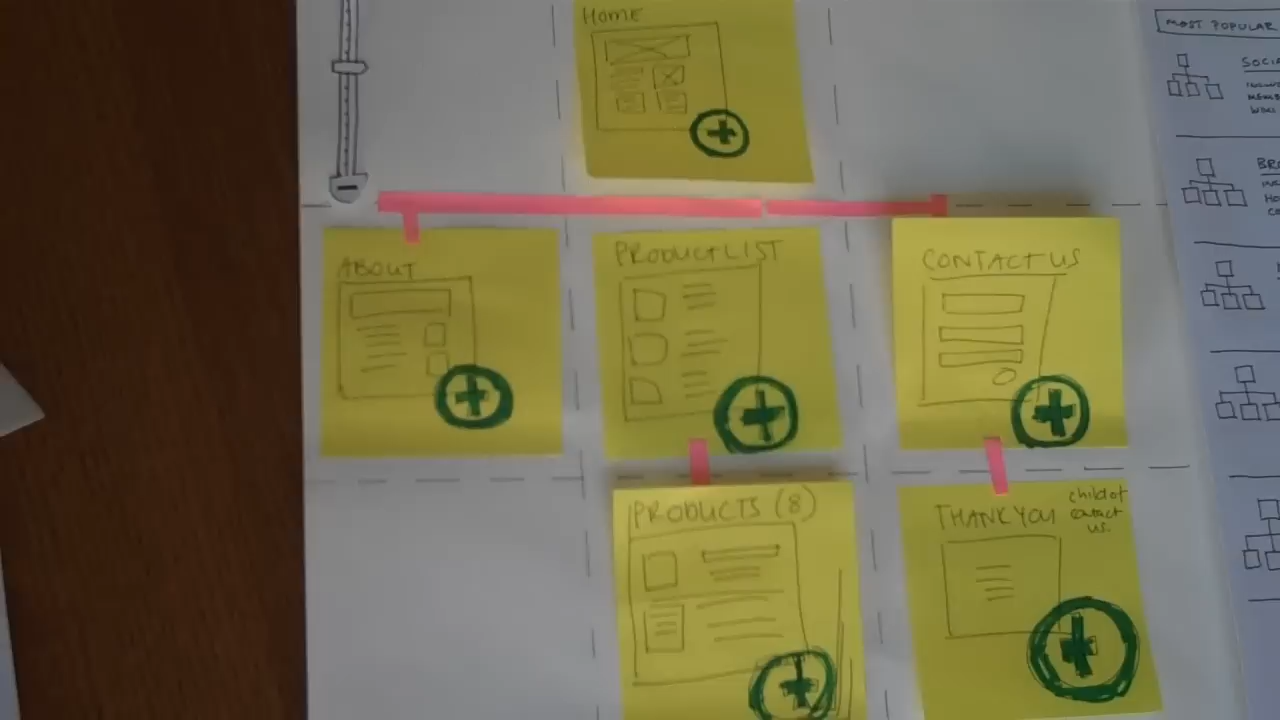 HOME
MOST POPULAR
ABOUT
PRODUCT LIST
CONTACT US
PRODUCTS (8)
THANK YOU
child of
contact
us.